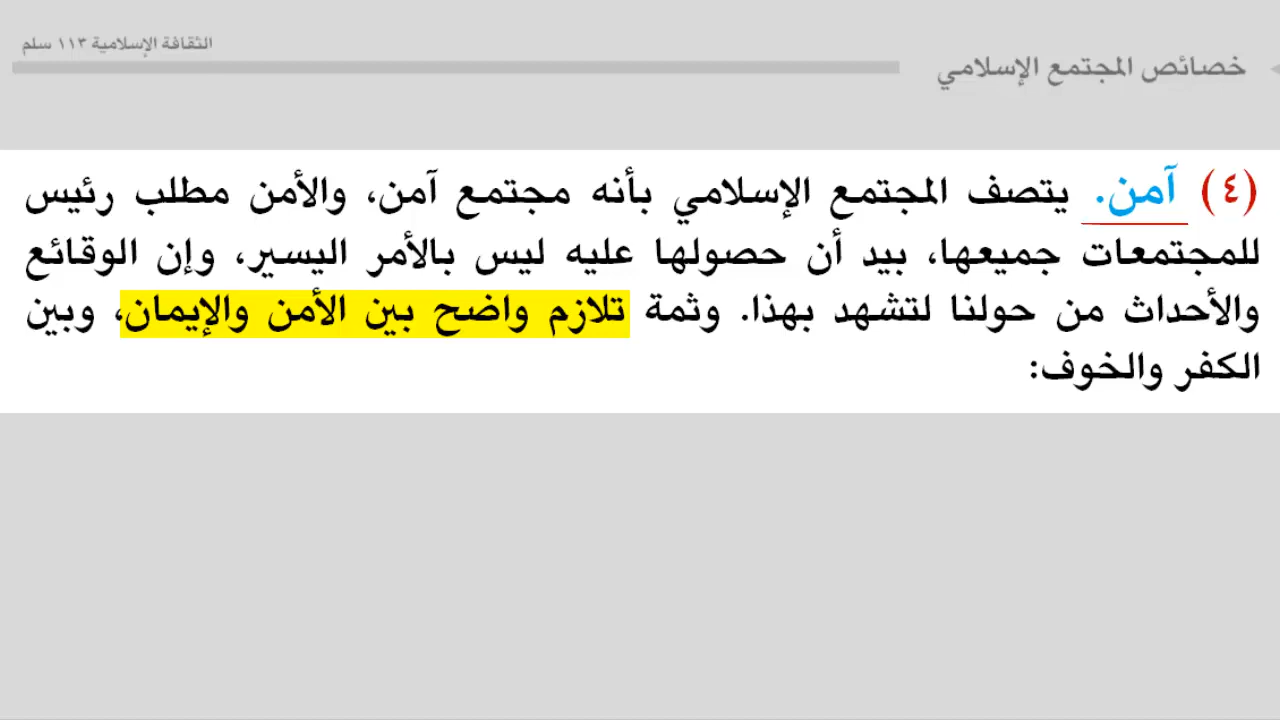 الثقافة الإسلامية ١١٣ سلم
خصائص المجتمع الإسلامي
(٤) آمن. يتصف المجتمع الإسلامي بأنه مجتمع آمن، والأمن مطلب رئيس
للمجتمعات جميعها، بيد أن حصولها عليه ليس بالأمر اليسير، وإن الوقائع
والأحداث من حولنا لتشهد بهذا. وثمة تلازم واضح بين الأمن والإيمان، وبين
الكفر والخوف: